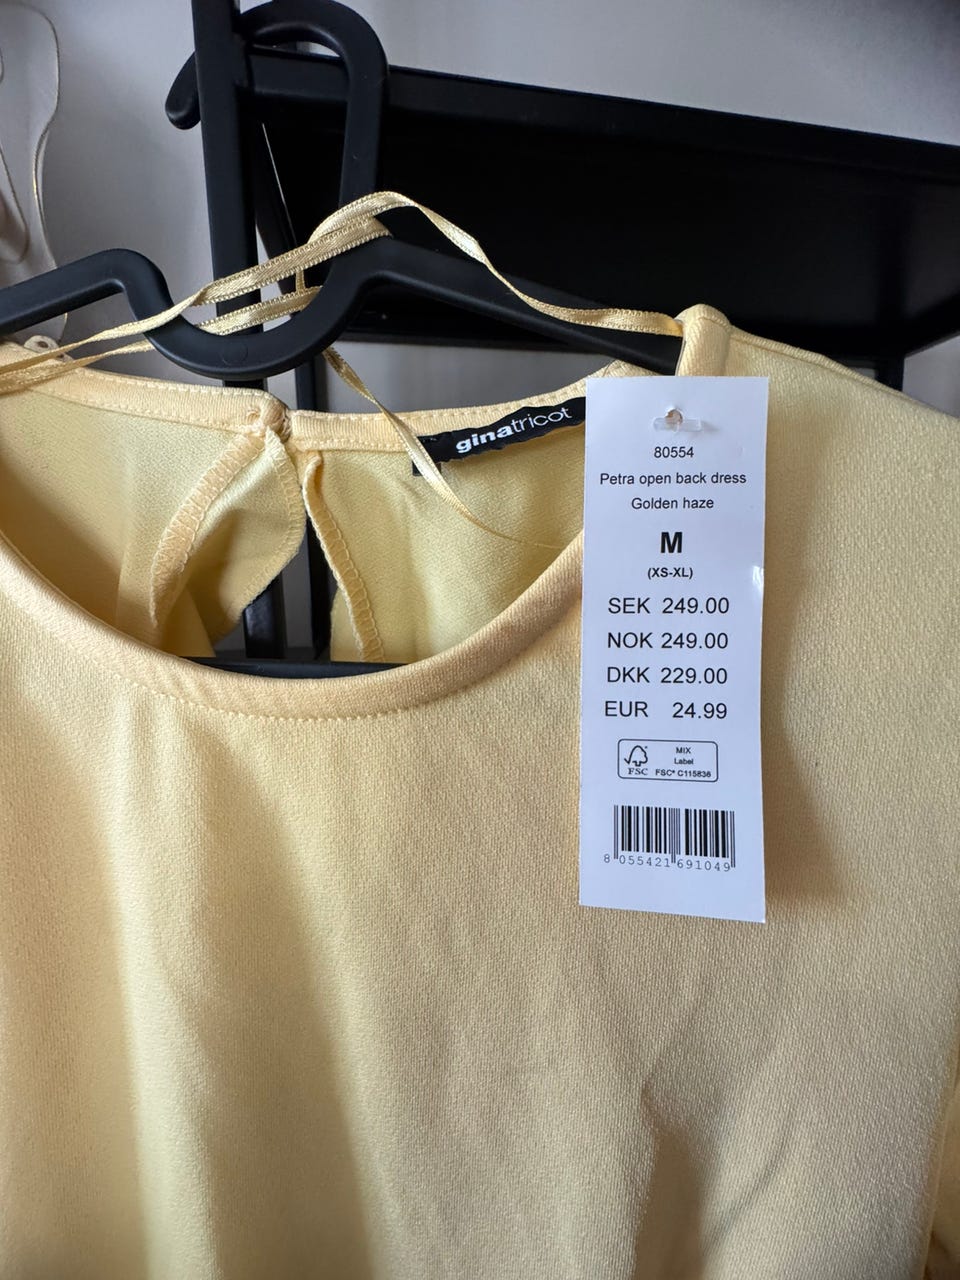 ginatricot
80554
Petra open back dress
Golden haze
M
(XS-XL)
SEK 249.00
NOK 249.00
DKK 229.00
EUR 24.99
MIX
Label
FSC FSC® C115836
8 055421 691049